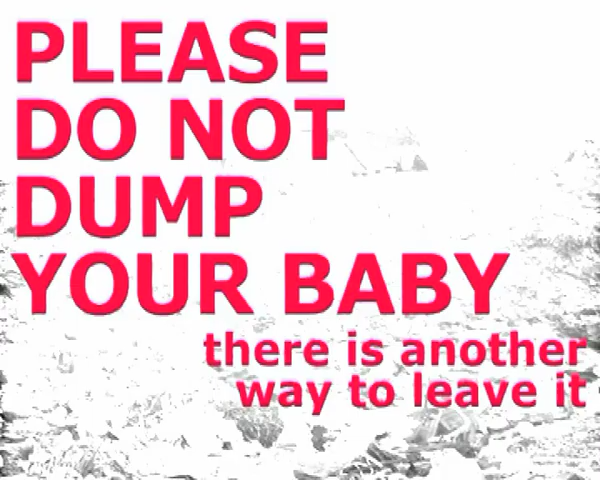 PLEASE
DO NOT
DUMP
YOUR BABY
there is another
way to leave it